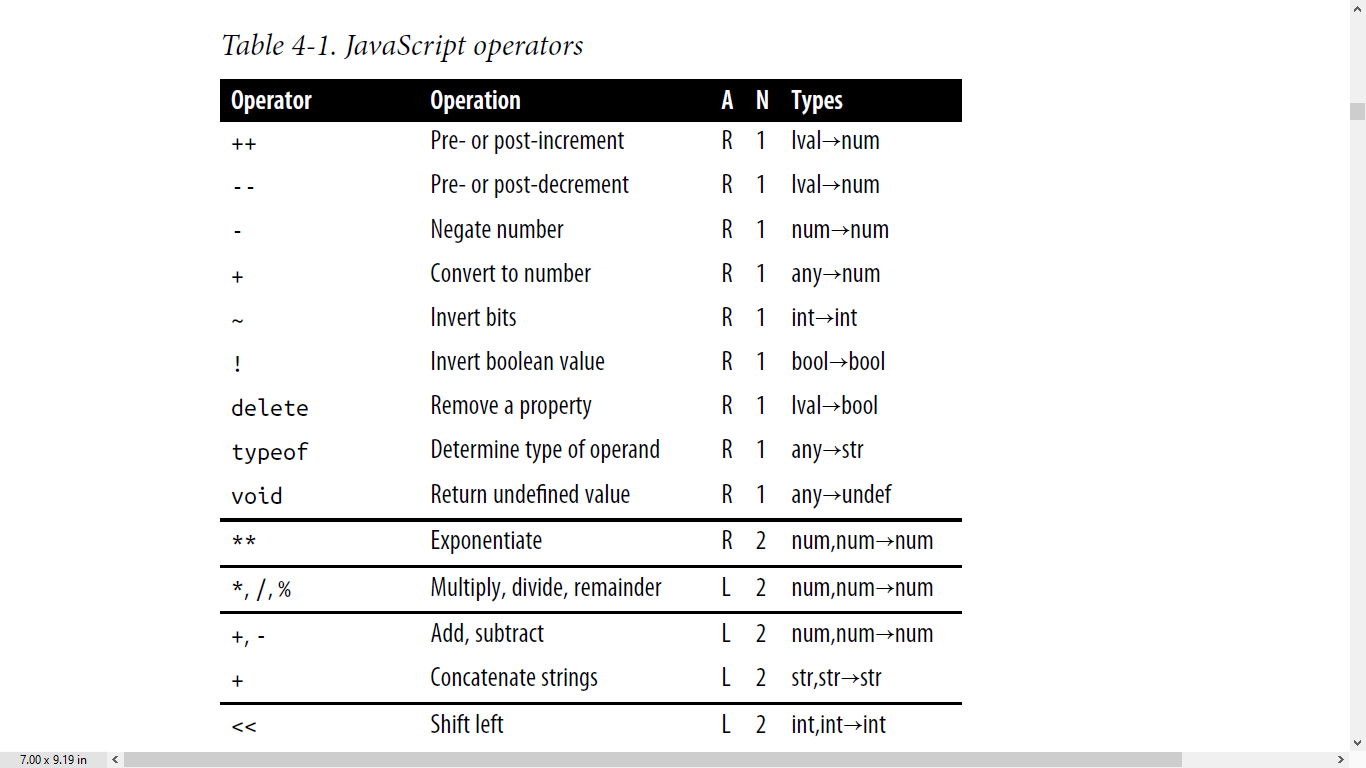 Table 4-1. JavaScript operators
Operator Operation A N Types
++ Pre- or post-increment R 1 lval→num
-- Pre- or post-decrement R 1 lval→num
- Negate number R 1 num→num
+ Convert to number R 1 any→num
~ Invert bits R 1 int→int
! Invert boolean value R 1 bool→bool
delete Remove a property R 1 lval→bool
typeof Determine type of operand R 1 any→str
void Return undefined value R 1 any→undef
** Exponentiate R 2 num,num→num
*, /, % Multiply, divide, remainder L 2 num,num→num
+, - Add, subtract L 2 num,num→num
+ Concatenate strings L 2 str,str→str
<< Shift left L 2 int,int→int
7.00 x 9.19 in